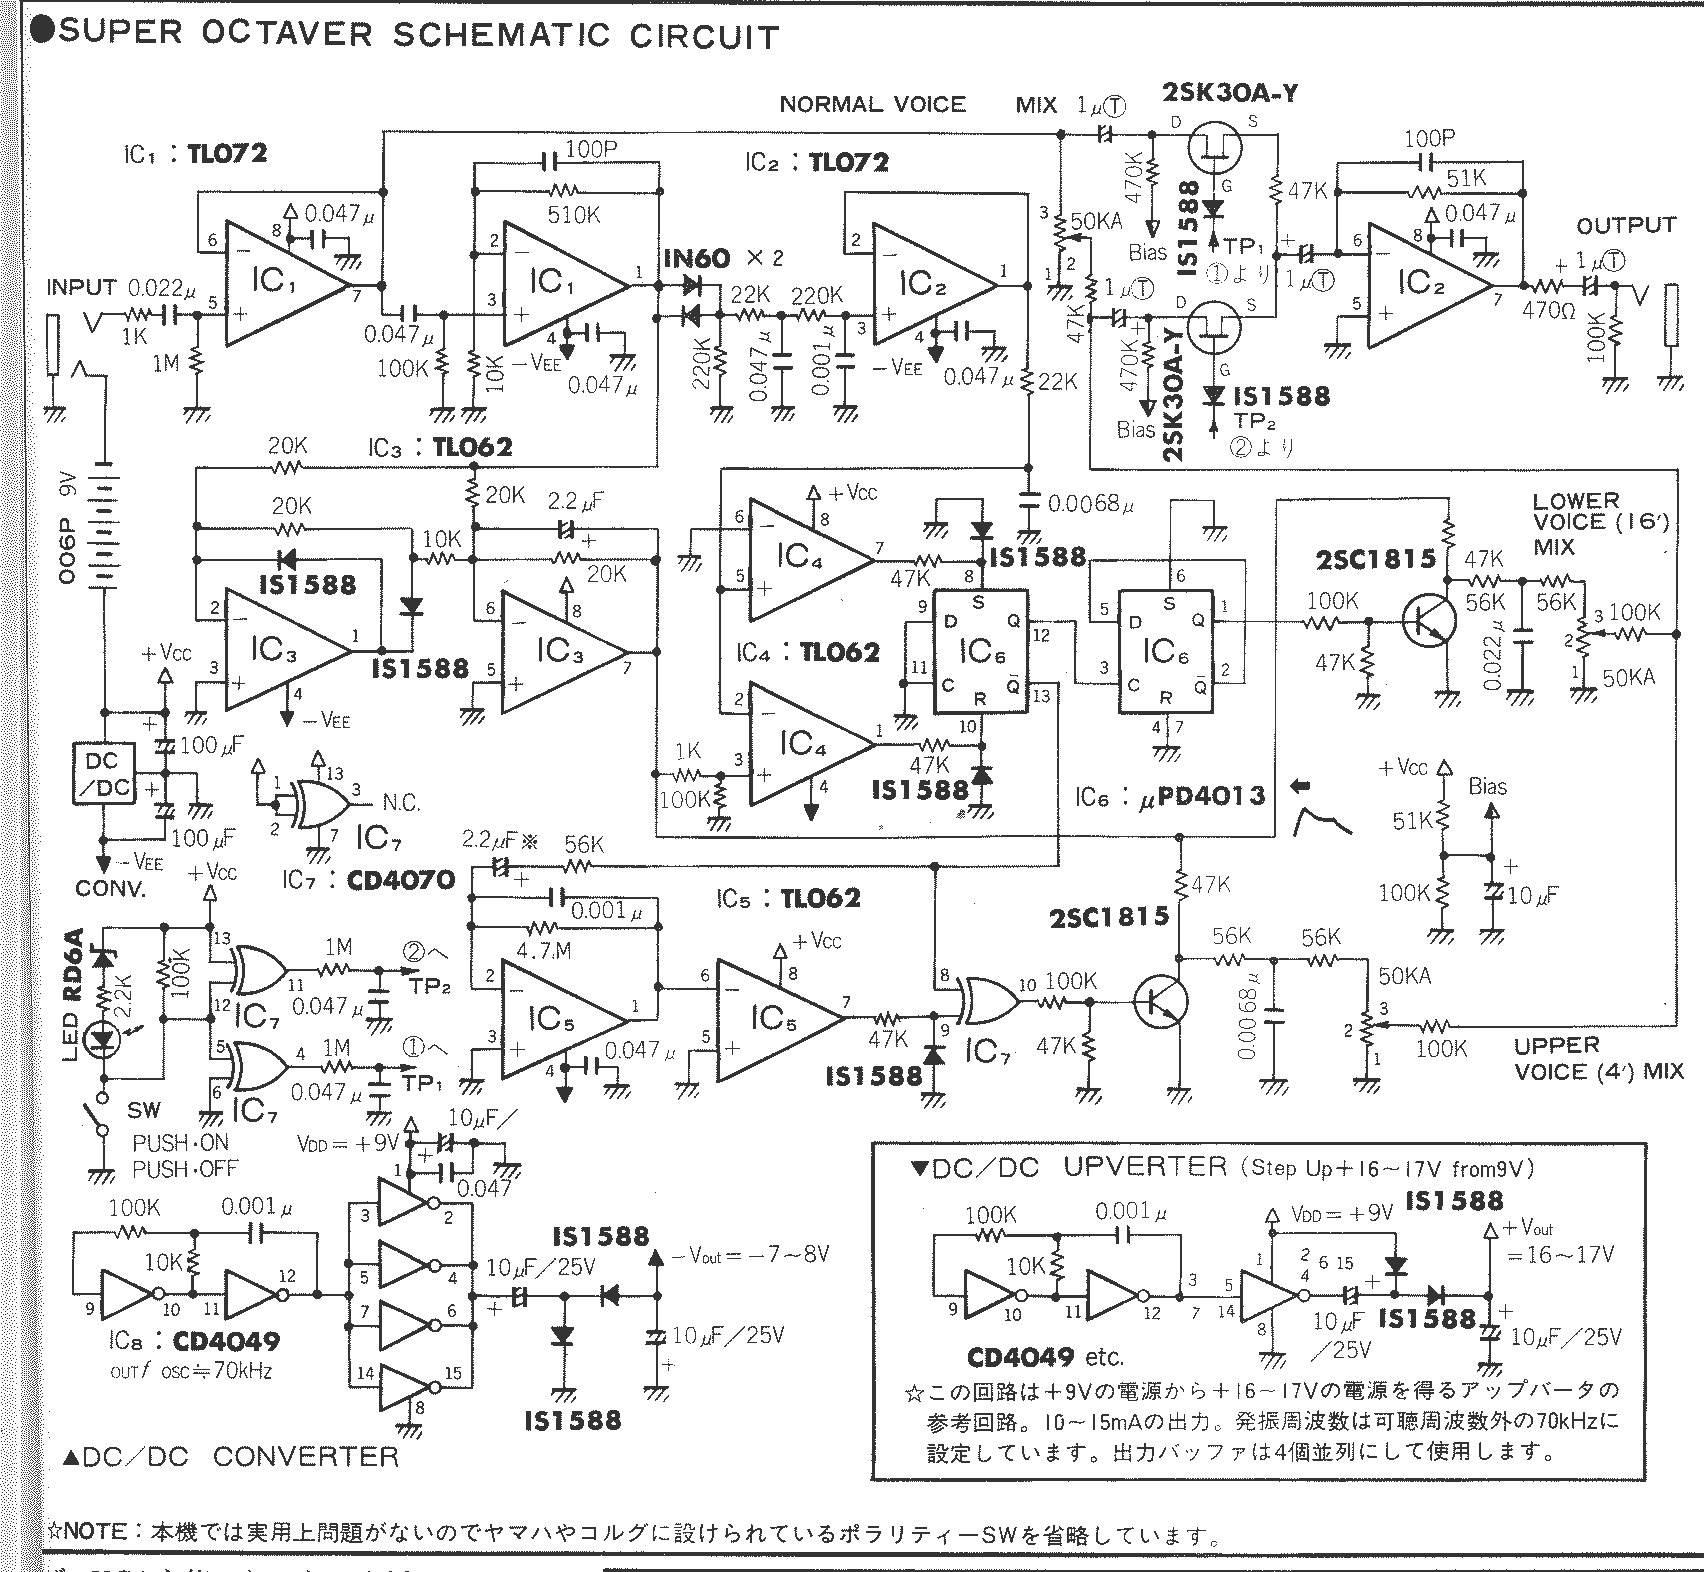 ●SUPER OCTAVER SCHEMATIC CIRCUIT
NORMAL VOICE MIX 1μⓉ
2SK30A-Y
D S
100P
IC₁ : TL072
100P
IC₂ : TL072
470K
47K
51K
510K
G
8 0.047μ
3 50KA
IS1588
8 0.047μ
OUTPUT
6
2
2
Bias
TP₁
6
IN60 × 2
1 2
①より
1μⓉ
INPUT 0.022μ
IC₁
7
IC₁
1
22K 220K
IC₂
1
1μⓉ
D S
1μⓉ
IC₂
7
5
3
3
5
470Ω
1K
0.047μ
47K
100K
1M
100K
10K
4
-VEE
0.047μ
220K
0.047μ
0.001μ
4
-VEE
0.047μ
22K
470K
2SK30A-Y
G
IS1588
Bias
TP₂
②より
20K
IC₃ : TL062
006P 9V
20K
20K
2.2μF
+Vcc
0.0068μ
LOWER
VOICE (16′)
MIX
6
8
IC₄
7
10K
IS1588
20K
5
47K
IS1588
8
6
2SC1815
47K
2
6
8
9
S
D Q
IC₆
12
5
S
D Q
IC₆
1
100K
56K 56K
3 100K
IC₃
1
IC₃
7
IC₄ : TL062
11
C Q̄
13
3
C Q̄
2
47K
0.022μ
2
1
50KA
3
4
-VEE
IS1588
5
R
10
R
4 7
+Vcc
100μF
DC
/DC
100μF
-VEE
CONV.
2
IC₄
1
1K
3
47K
100K
4
IS1588
IC₆ : μPD4013
1
13
3
N.C.
2
7
IC₇
IC₇ : CD4070
+Vcc
51K
Bias
100K
10μF
2.2μF※
56K
+Vcc
0.001μ
IC₅ : TL062
47K
2SC1815
LED RD6A
2.2K
100K
13
1M
②へ
TP₂
12
11
IC₇
0.047μ
4.7.M
+Vcc
56K 56K
50KA
2
IC₅
1
6
8
IC₅
7
8
10 100K
0.0068μ
3
2
1
100K
3
5
47K
9
IC₇
47K
5
4
1M
①へ
TP₁
6
IC₇
0.047μ
4
0.047μ
IS1588
UPPER
VOICE (4′) MIX
SW
PUSH·ON
PUSH·OFF
VDD=+9V
10μF/
0.047
1
3 2
▼DC/DC UPVERTER (Step Up+16~17V from9V)
100K
0.001μ
IS1588
10K
12
5 4
10μF/25V
-Vout=-7~8V
9 10 11
7 6
10μF/25V
IC₈ : CD4049
OUT f OSC≒70kHz
14 15
8
IS1588
100K
0.001μ
VDD=+9V
IS1588
+Vout
=16~17V
10K
1
2
4 6 15
3
5
9 10 11 12
7
14
8
10μF
/25V
IS1588
10μF/25V
CD4049 etc.
☆この回路は+9Vの電源から+16~17Vの電源を得るアップバータの
参考回路。10~15mAの出力。発振周波数は可聴周波数外の70kHzに
設定しています。出力バッファは4個並列にして使用します。
▲DC/DC CONVERTER
☆NOTE：本機では実用上問題がないのでヤマハやコルグに設けられているポラリティーSWを省略しています。